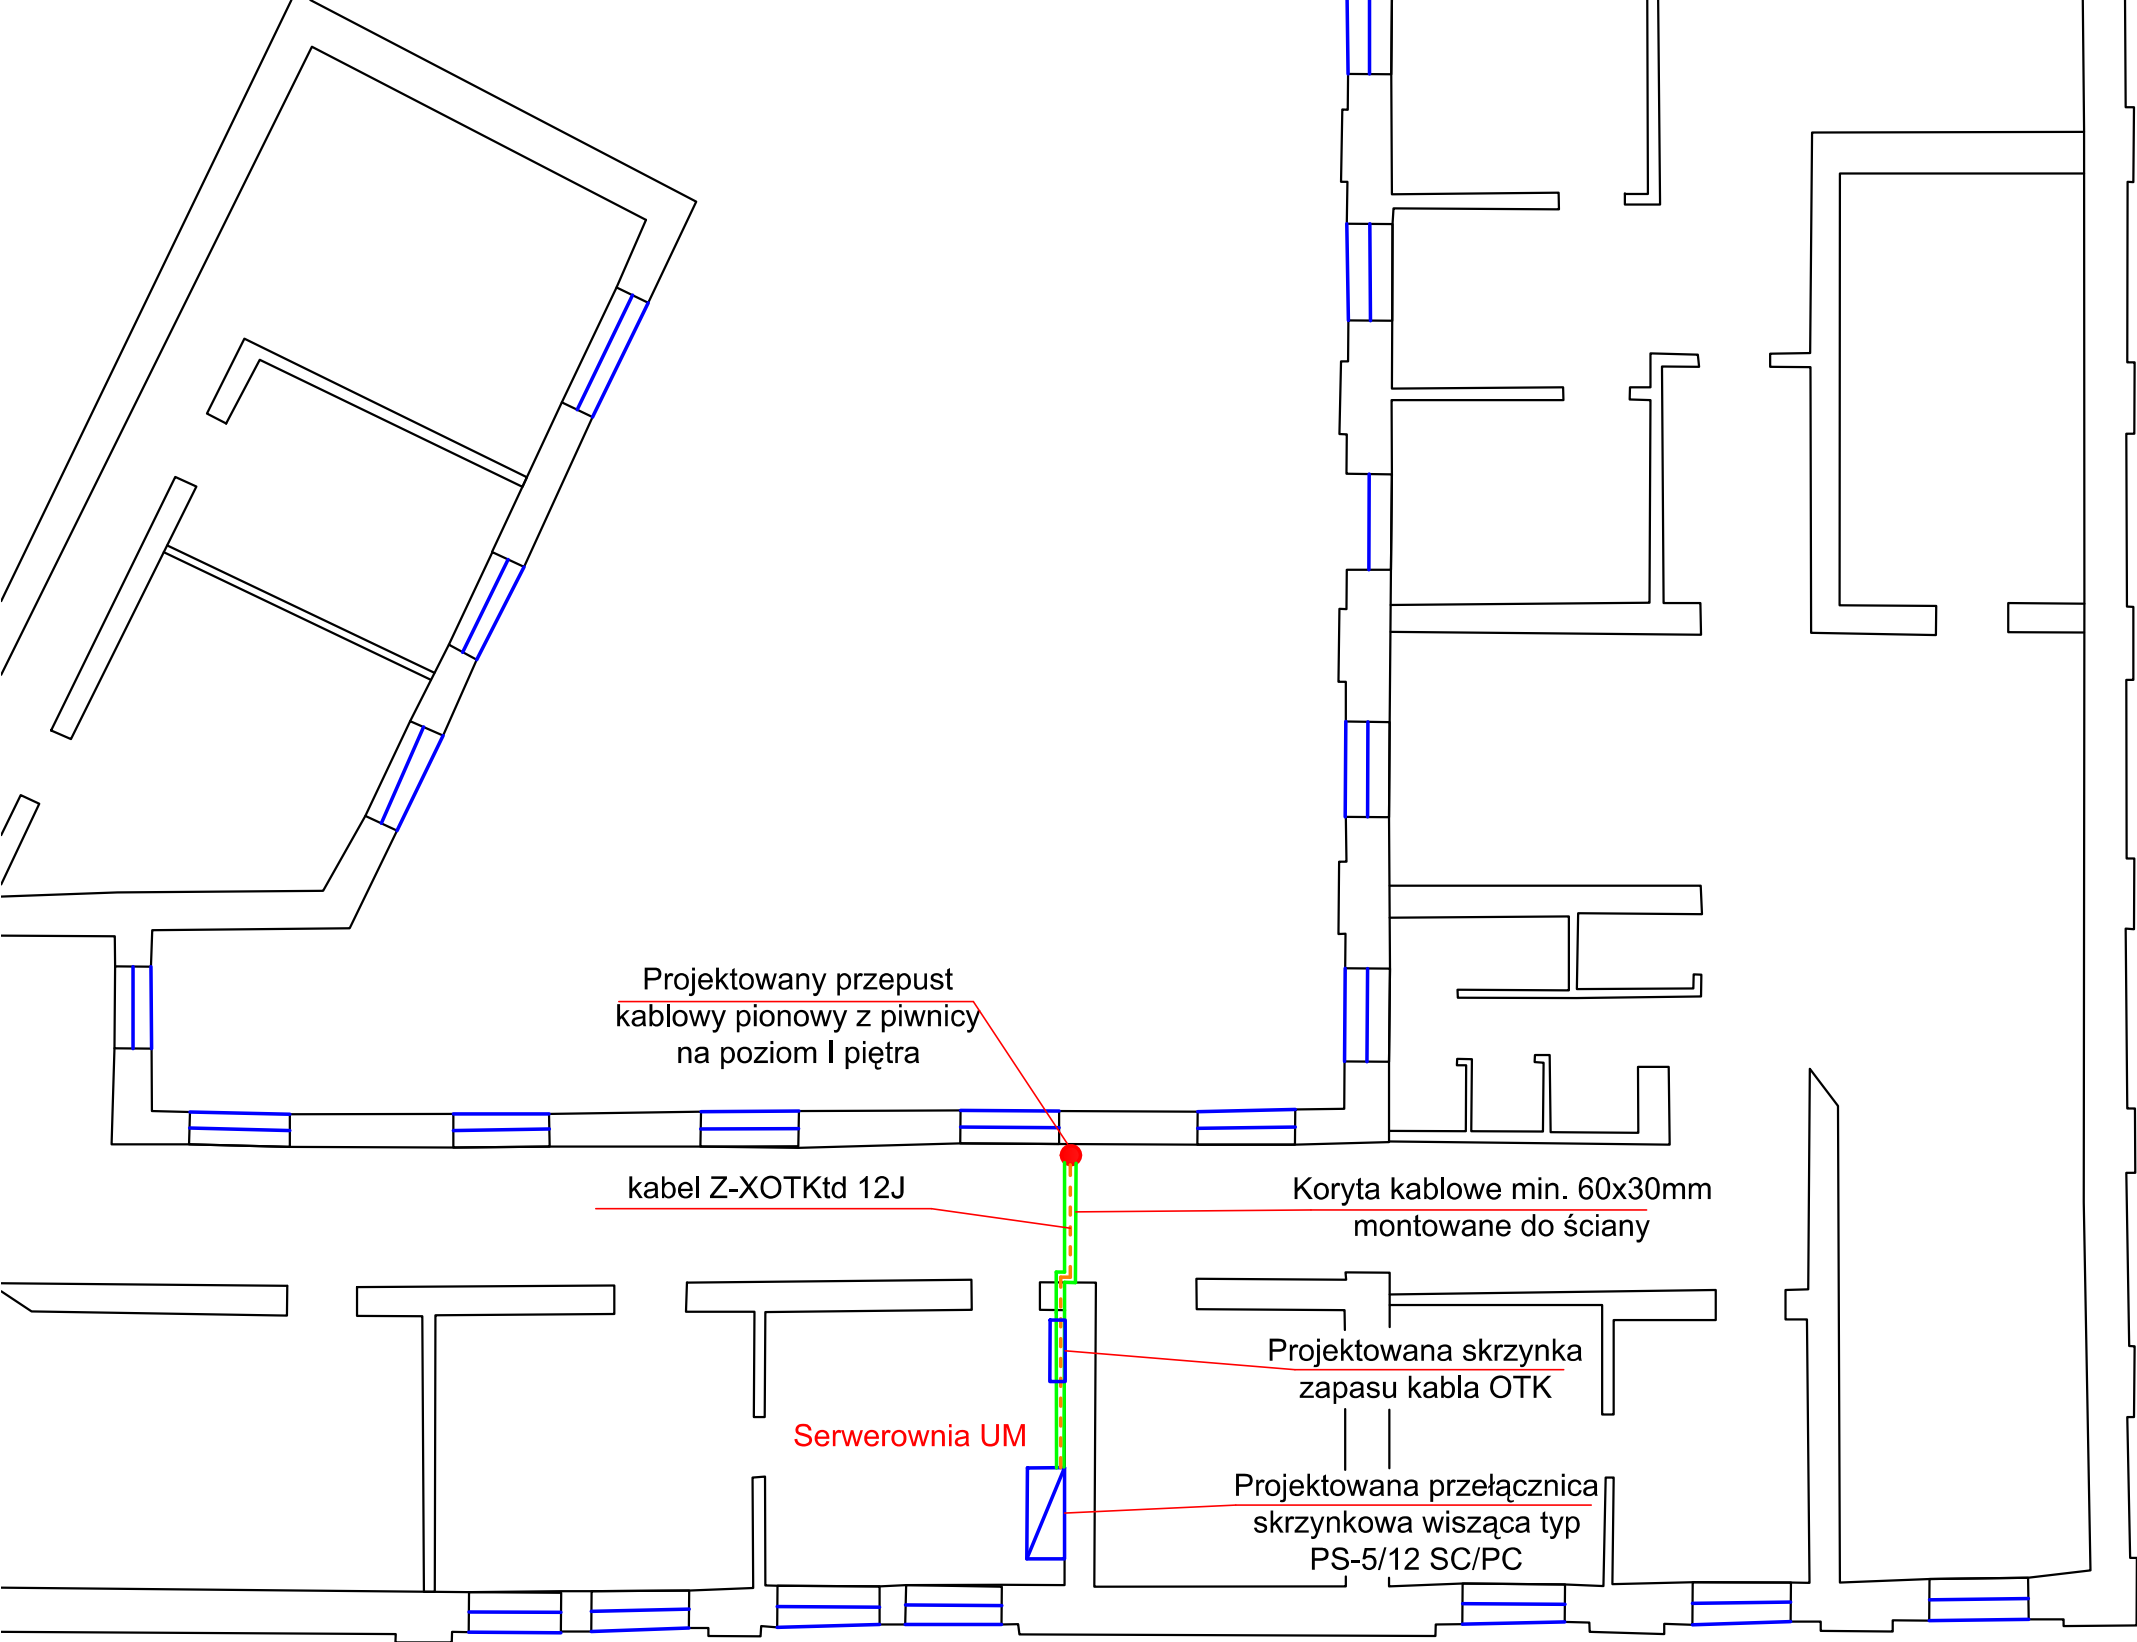 Projektowany przepust
kablowy pionowy z piwnicy
na poziom I piętra
kabel Z-XOTKtd 12J
Koryta kablowe min. 60x30mm
montowane do ściany
Projektowana skrzynka
zapasu kabla OTK
Serwerownia UM
Projektowana przełącznica
skrzynkowa wisząca typ
PS-5/12 SC/PC